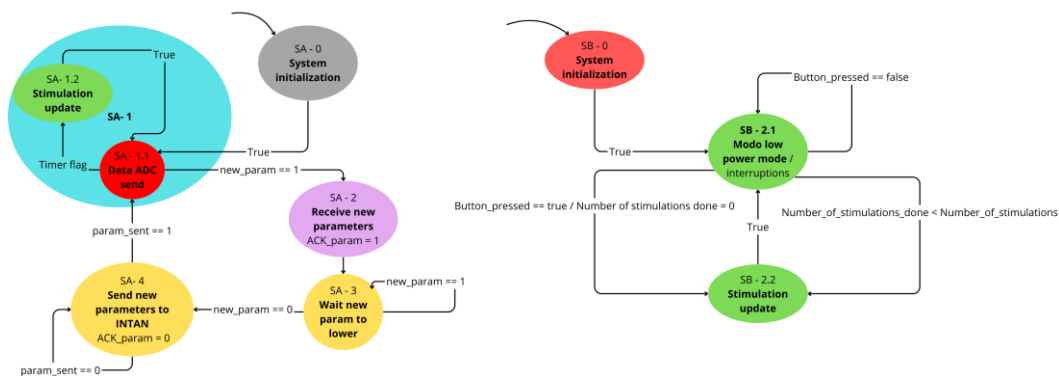 SA - 0
System
initialization
SA- 1.2
Stimulation
update
True
SA- 1
Timer flag
SA - 1.1
Data ADC
send
True
new_param == 1
SA - 2
Receive new
parameters
ACK_param = 1
param_sent == 1
SA- 4
Send new
parameters to
INTAN
ACK_param = 0
new_param == 0
SA - 3
Wait new
param to
lower
new_param == 1
param_sent == 0
SB - 0
System
initialization
True
Button_pressed == false
SB - 2.1
Modo low
power mode /
interruptions
Button_pressed == true / Number of stimulations done = 0
Number_of_stimulations_done < Number_of_stimulations
True
SB - 2.2
Stimulation
update